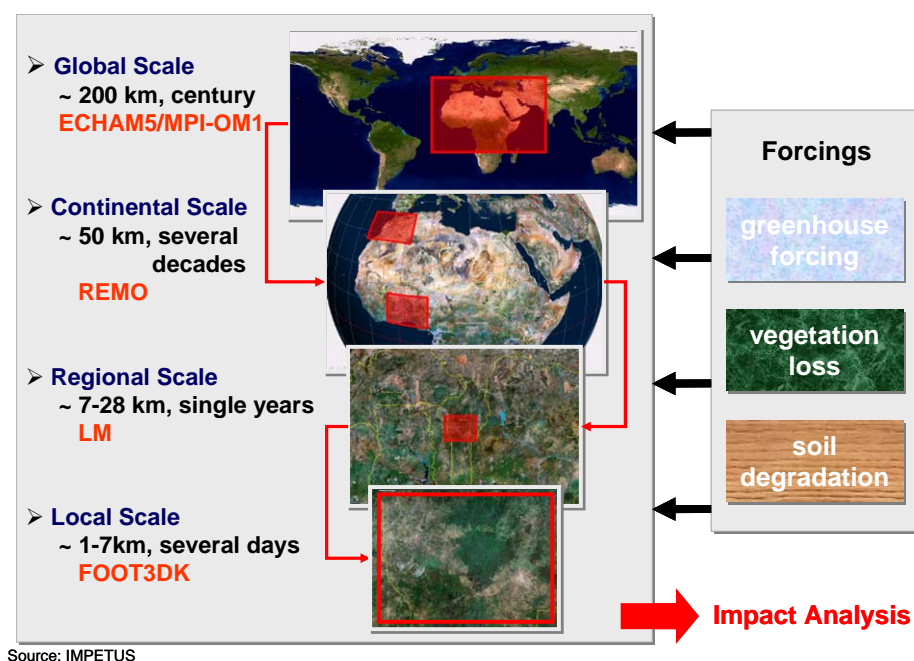 Global Scale
~ 200 km, century
ECHAM5/MPI-OM1
Continental Scale
~ 50 km, several
decades
REMO
Regional Scale
~ 7-28 km, single years
LM
Local Scale
~ 1-7km, several days
FOOT3DK
Forcings
greenhouse
forcing
vegetation
loss
soil
degradation
Impact Analysis
Source: IMPETUS